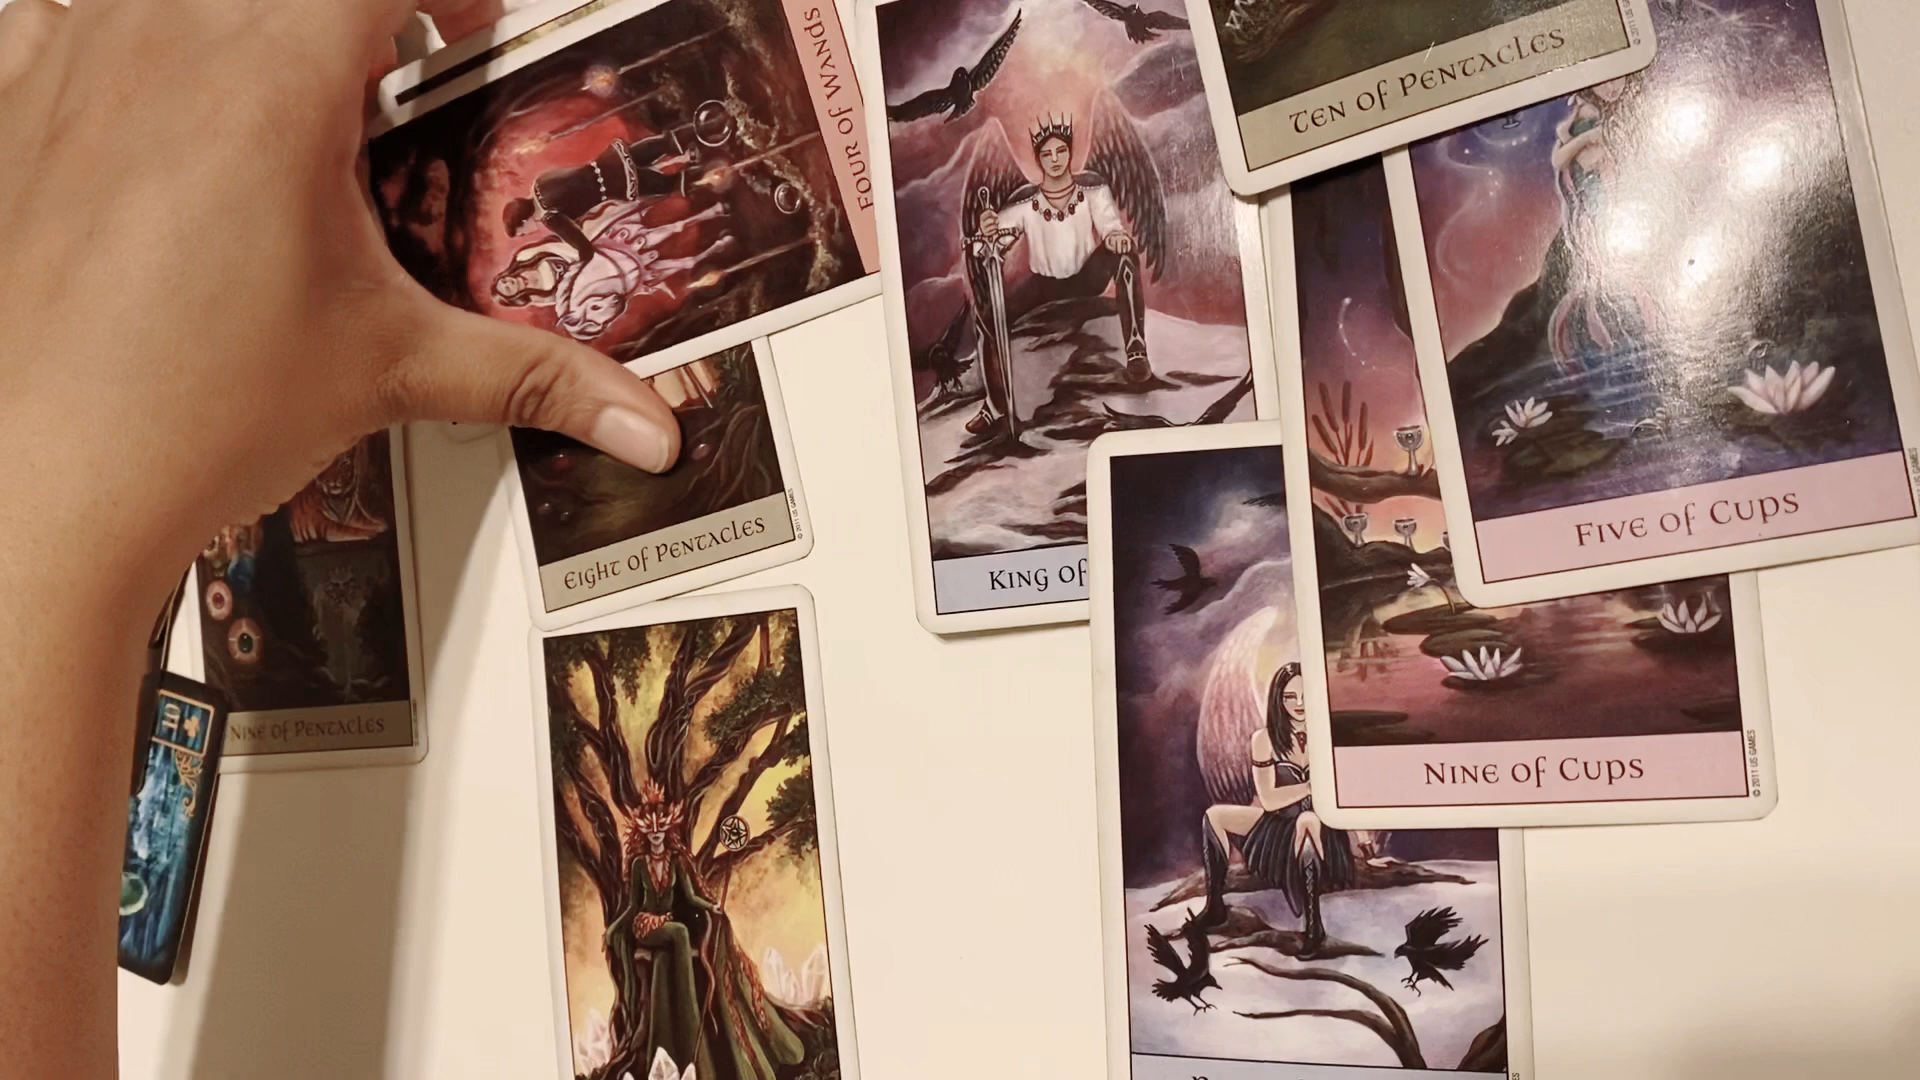 FOUR OF WANDS
TEN OF PENTACLES
FIVE OF CUPS
© 2011 US GAMES
EIGHT OF PENTACLES
KING OF
NINE OF PENTACLES
10
NINE OF CUPS
© 2011 US GAMES